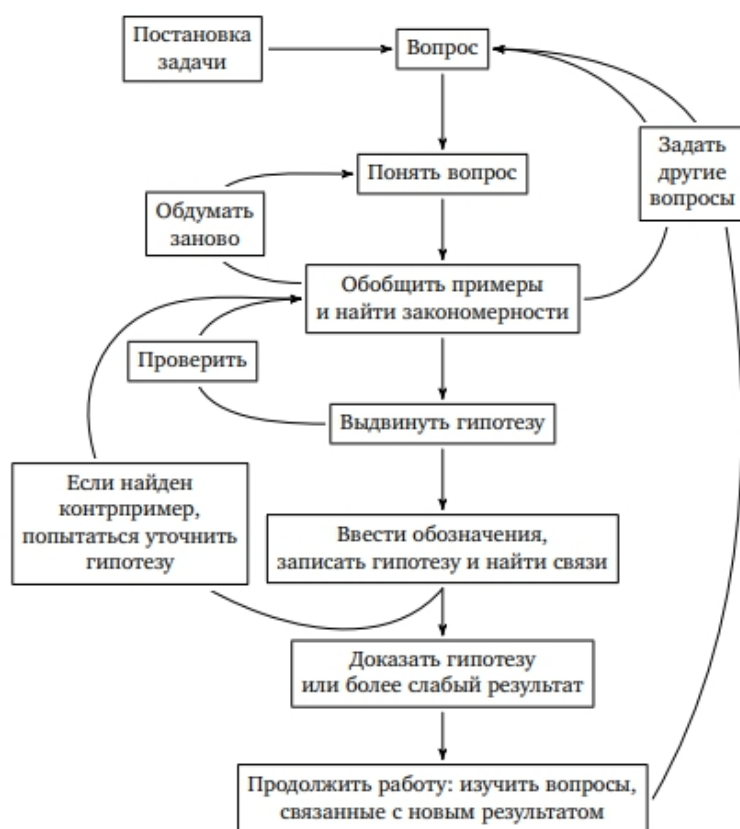 Постановка
задачи
Вопрос
Задать
другие
вопросы
Понять вопрос
Обдумать
заново
Обобщить примеры
и найти закономерности
Проверить
Выдвинуть гипотезу
Если найден
контрпример,
попытаться уточнить
гипотезу
Ввести обозначения,
записать гипотезу и найти связи
Доказать гипотезу
или более слабый результат
Продолжить работу: изучить вопросы,
связанные с новым результатом